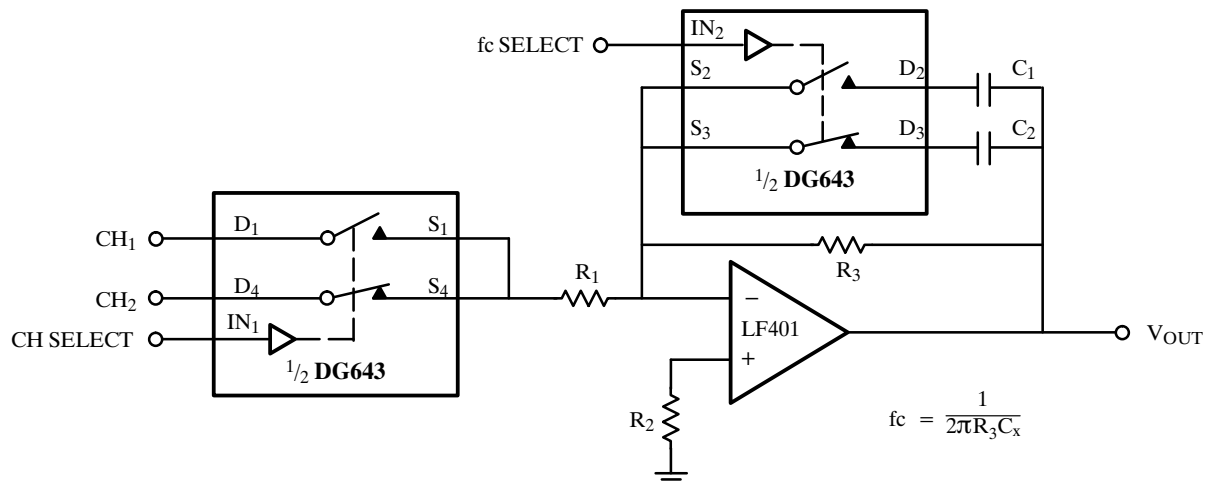 fc SELECT
IN₂
S₂
D₂
C₁
S₃
D₃
C₂
½ DG643
CH₁
D₁
S₁
CH₂
D₄
S₄
CH SELECT
IN₁
½ DG643
R₁
R₃
−
LF401
+
R₂
V_OUT
fc = 1 / 2πR₃Cₓ